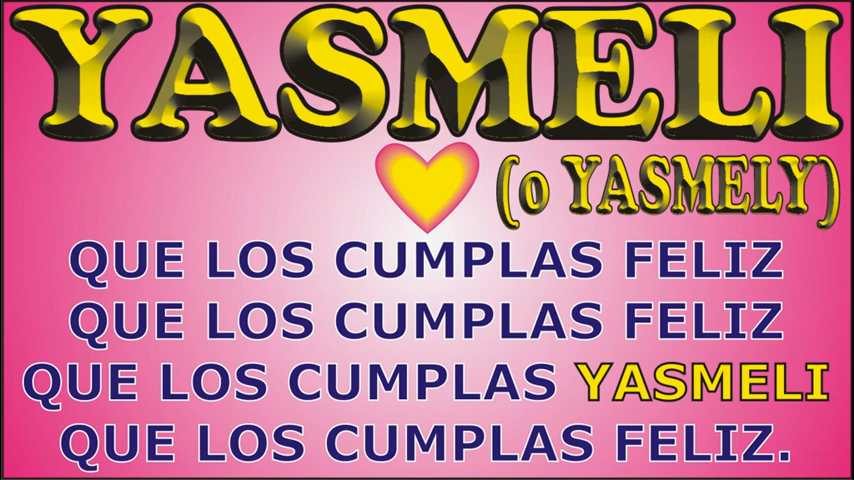 YASMELI
(o YASMELY)
QUE LOS CUMPLAS FELIZ
QUE LOS CUMPLAS FELIZ
QUE LOS CUMPLAS YASMELI
QUE LOS CUMPLAS FELIZ.